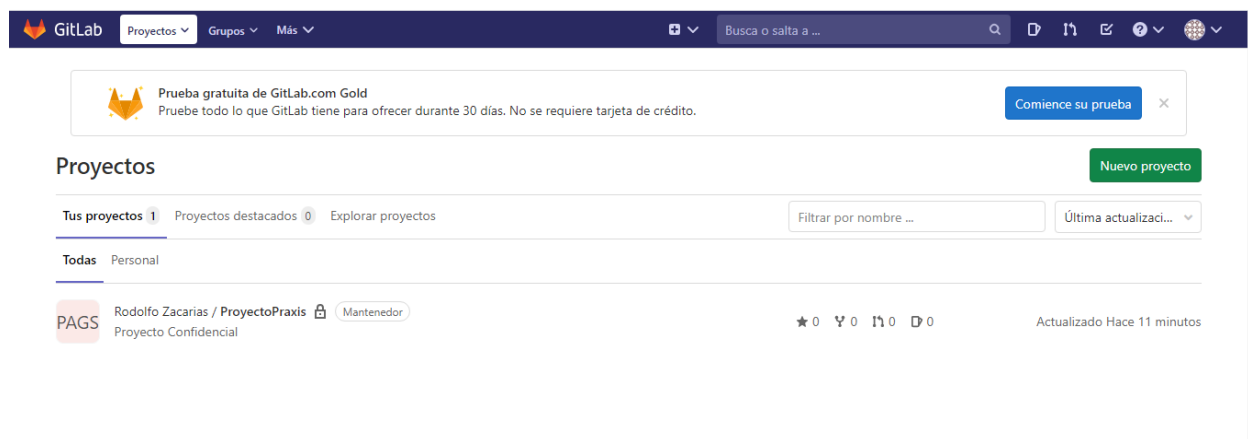 GitLab Proyectos Grupos Más Busca o salta a ...
Prueba gratuita de GitLab.com Gold
Pruebe todo lo que GitLab tiene para ofrecer durante 30 días. No se requiere tarjeta de crédito.
Comience su prueba
Proyectos
Nuevo proyecto
Tus proyectos 1 Proyectos destacados 0 Explorar proyectos
Filtrar por nombre ...
Última actualizaci...
Todas Personal
PAGS
Rodolfo Zacarias / ProyectoPraxis Mantenedor
Proyecto Confidencial
0 0 0 0
Actualizado Hace 11 minutos